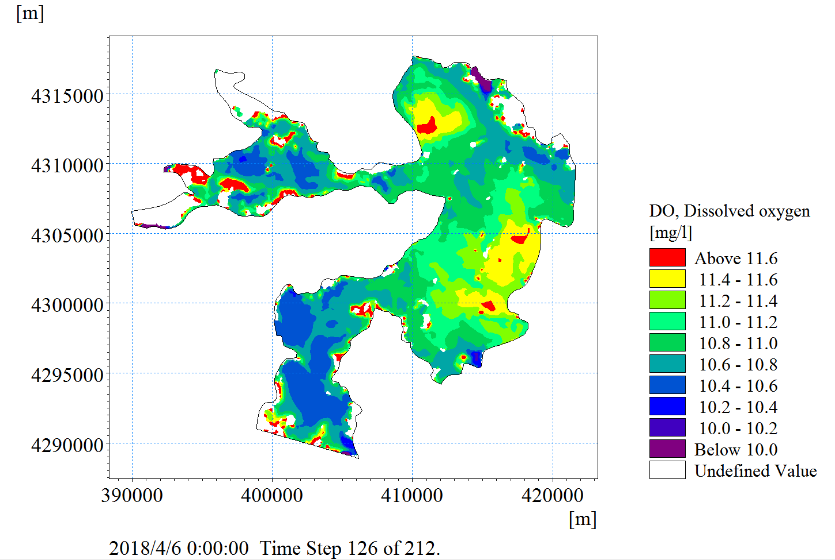 [m]
4315000
4310000
4305000
4300000
4295000
4290000
390000 400000 410000 420000
[m]
DO, Dissolved oxygen
[mg/l]
Above 11.6
11.4 - 11.6
11.2 - 11.4
11.0 - 11.2
10.8 - 11.0
10.6 - 10.8
10.4 - 10.6
10.2 - 10.4
10.0 - 10.2
Below 10.0
Undefined Value
2018/4/6 0:00:00 Time Step 126 of 212.